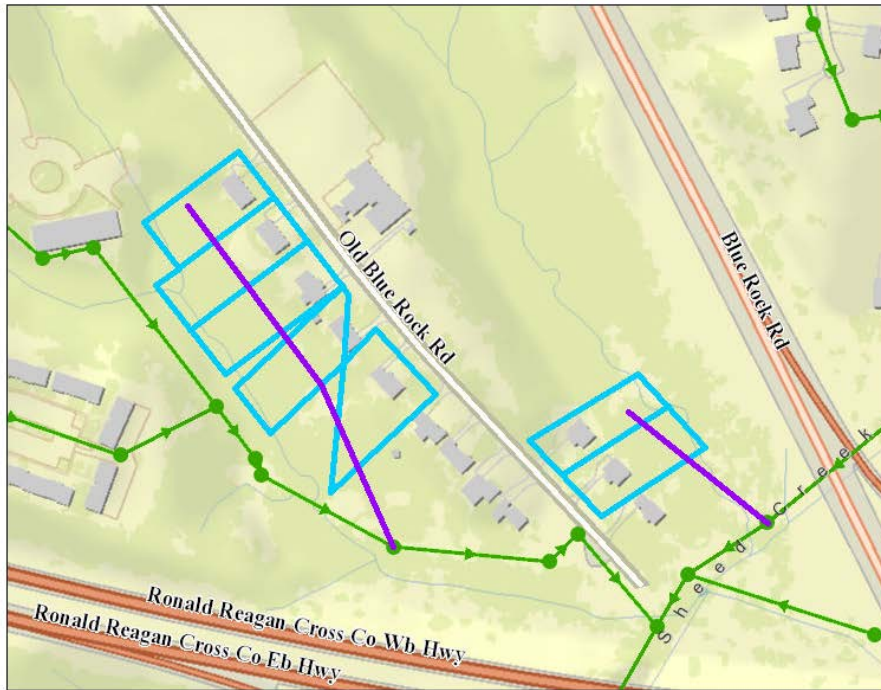 Old Blue Rock Rd
Blue Rock Rd
Sheed Creek
Ronald Reagan Cross Co Wb Hwy
Ronald Reagan Cross Co Eb Hwy